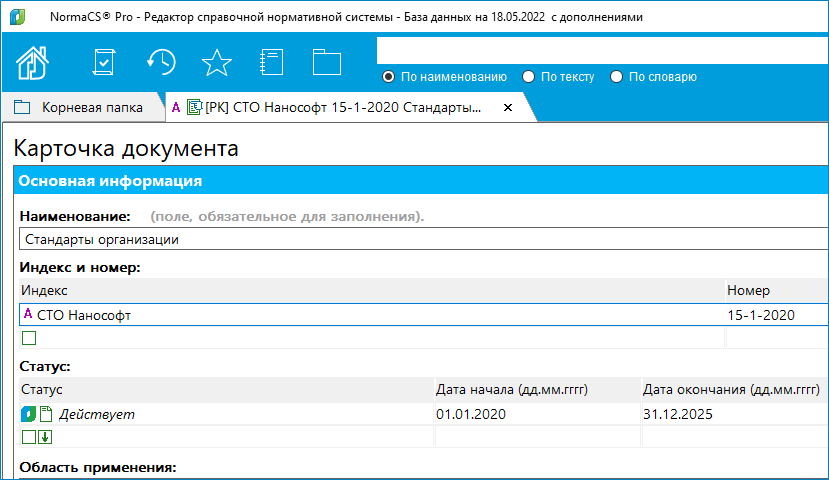 NormaCS® Pro - Редактор справочной нормативной системы - База данных на 18.05.2022 с дополнениями
По наименованию По тексту По словарю
Корневая папка А [РК] СТО Нанософт 15-1-2020 Стандарты... ×
Карточка документа
Основная информация
Наименование: (поле, обязательное для заполнения).
Стандарты организации
Индекс и номер:
Индекс Номер
А СТО Нанософт 15-1-2020
Статус:
Статус Дата начала (дд.мм.гггг) Дата окончания (дд.мм.гггг)
Действует 01.01.2020 31.12.2025
Область применения: